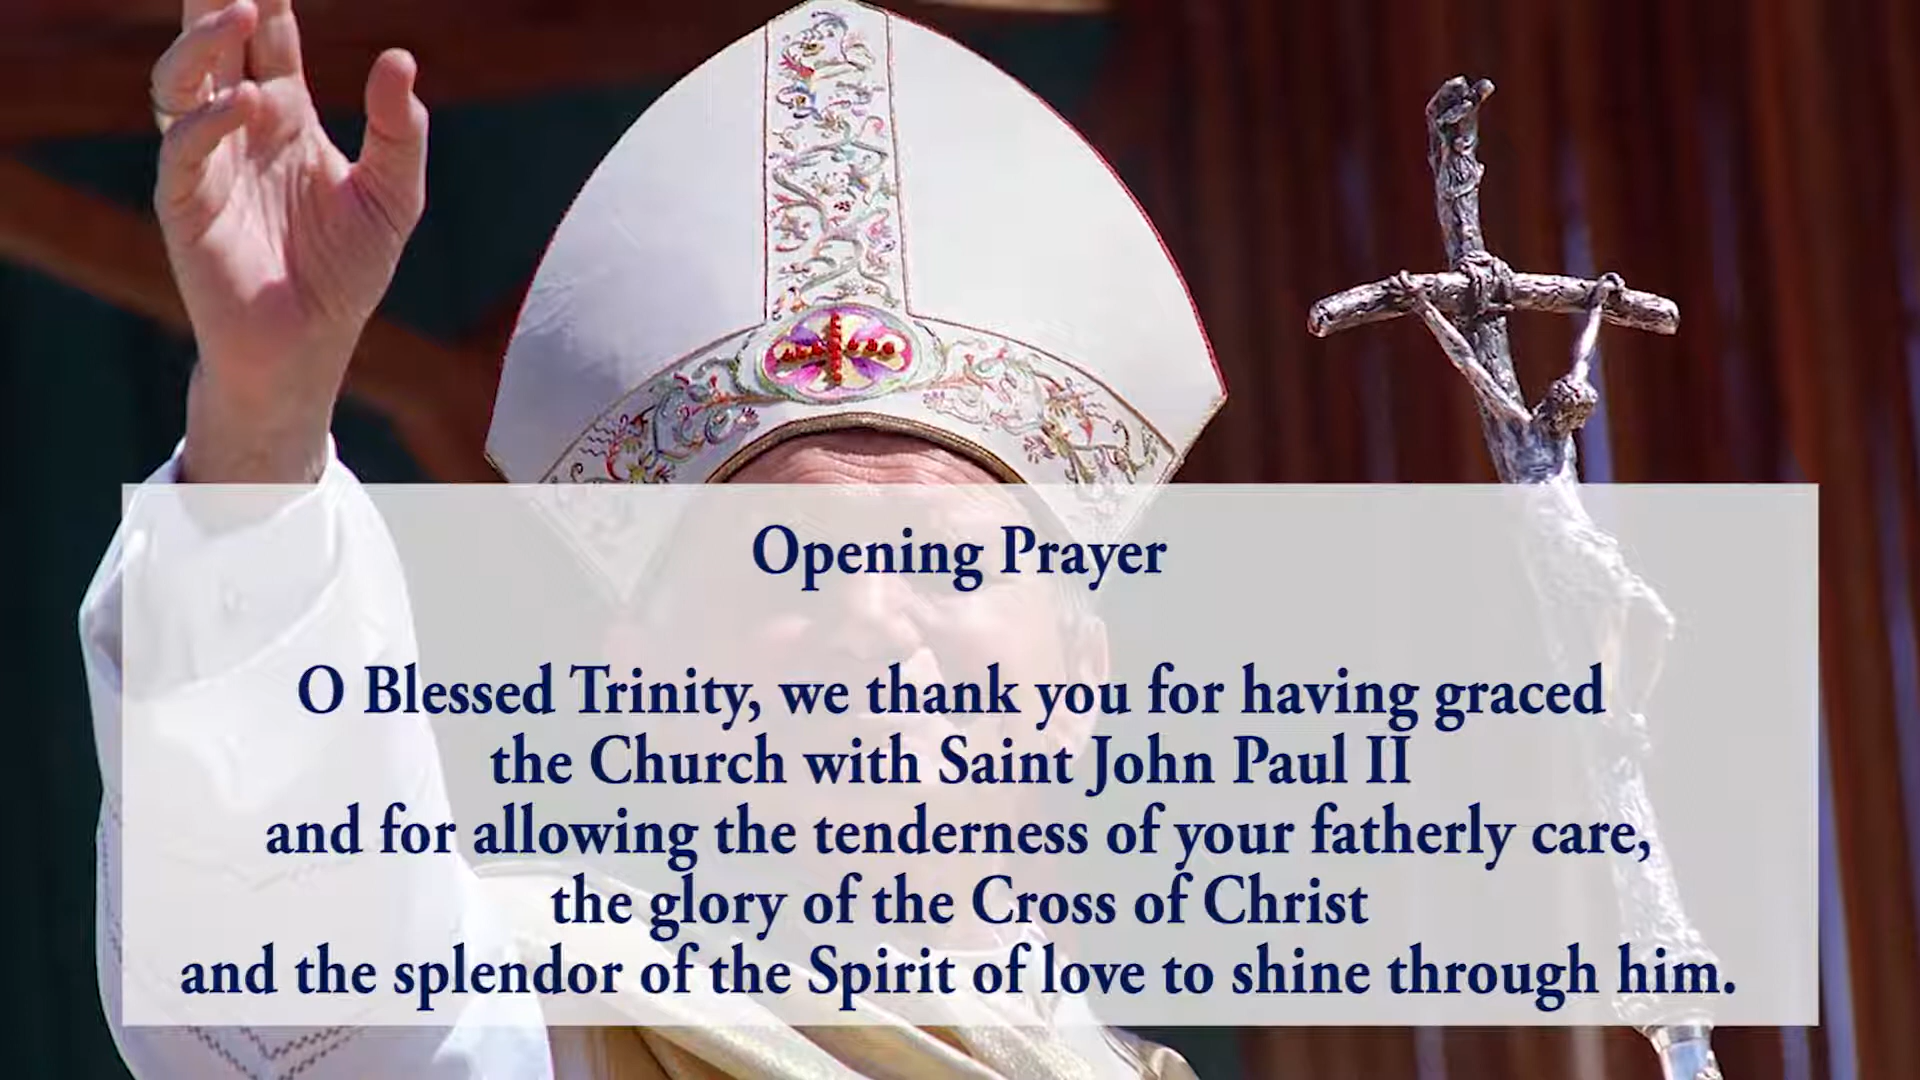 Opening Prayer
O Blessed Trinity, we thank you for having graced
the Church with Saint John Paul II
and for allowing the tenderness of your fatherly care,
the glory of the Cross of Christ
and the splendor of the Spirit of love to shine through him.